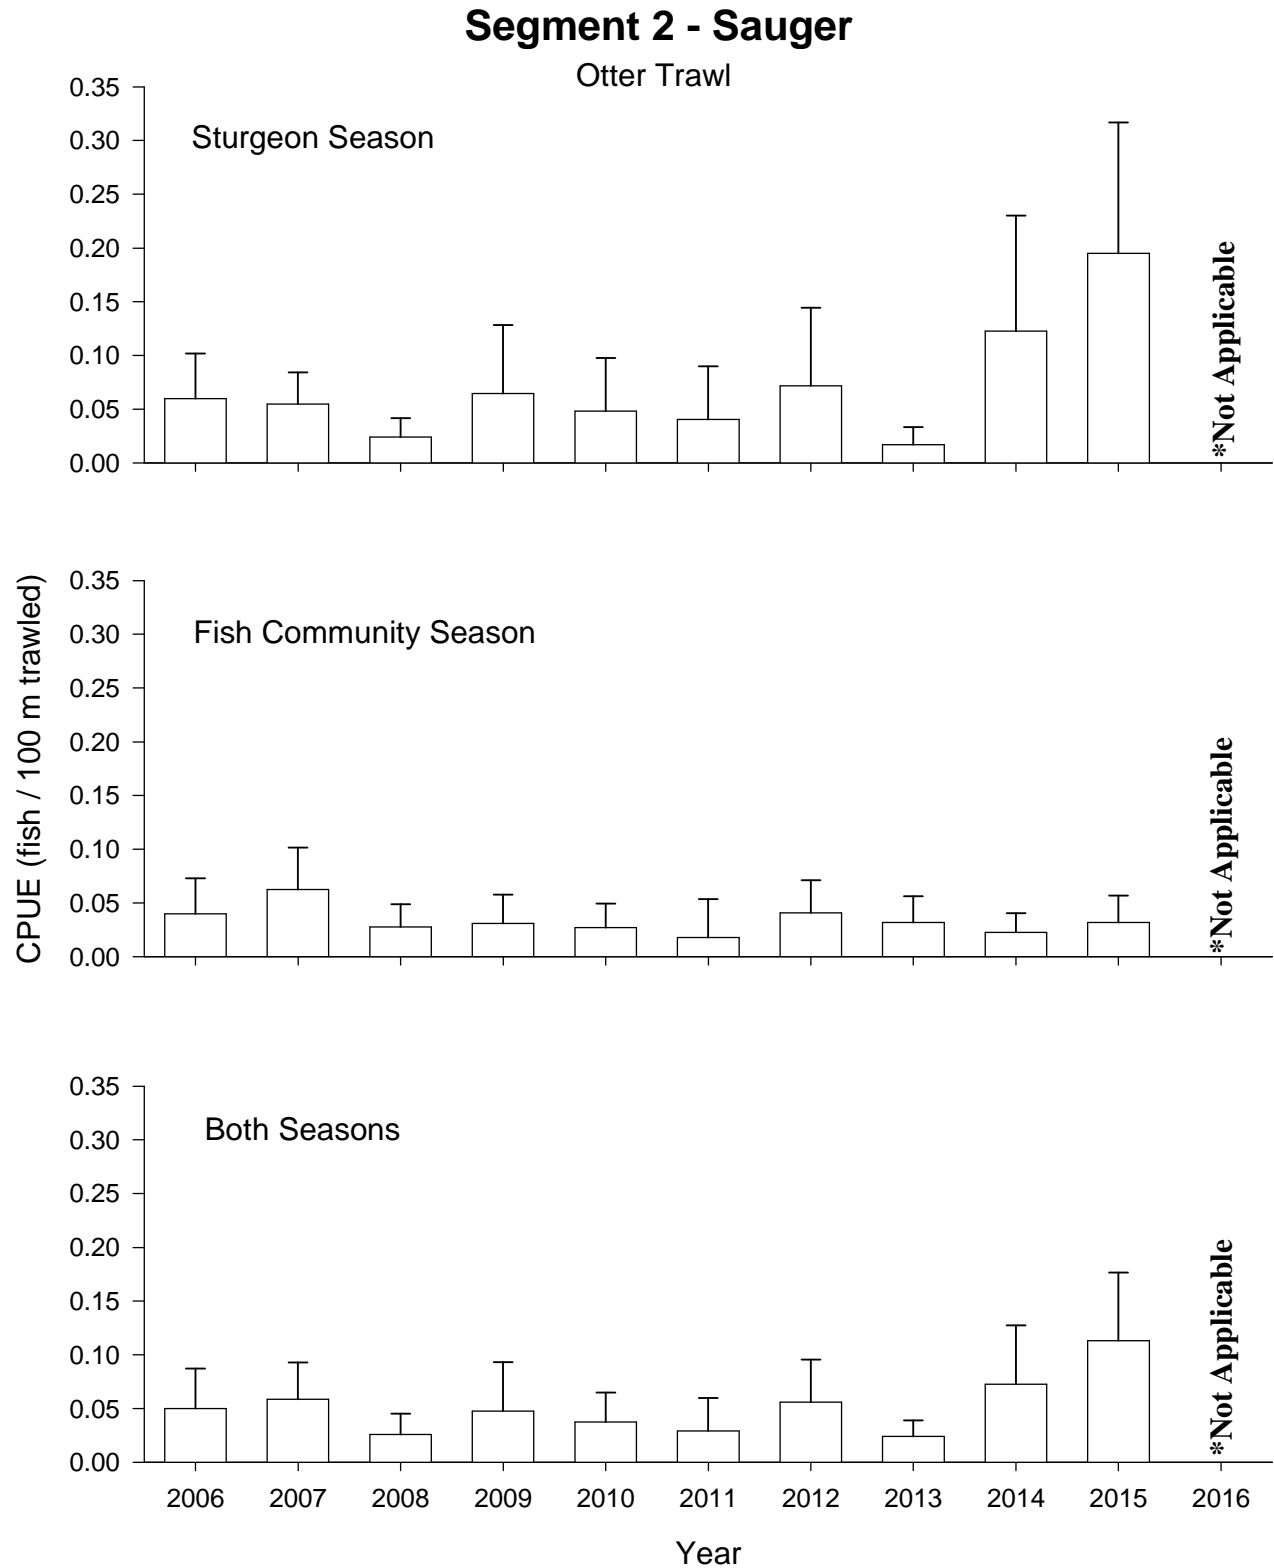 Segment 2 - Sauger
Otter Trawl
Sturgeon Season
0.35
0.30
0.25
0.20
0.15
0.10
0.05
0.00
*Not Applicable
CPUE (fish / 100 m trawled)
Fish Community Season
0.35
0.30
0.25
0.20
0.15
0.10
0.05
0.00
*Not Applicable
Both Seasons
0.35
0.30
0.25
0.20
0.15
0.10
0.05
0.00
*Not Applicable
2006 2007 2008 2009 2010 2011 2012 2013 2014 2015 2016
Year